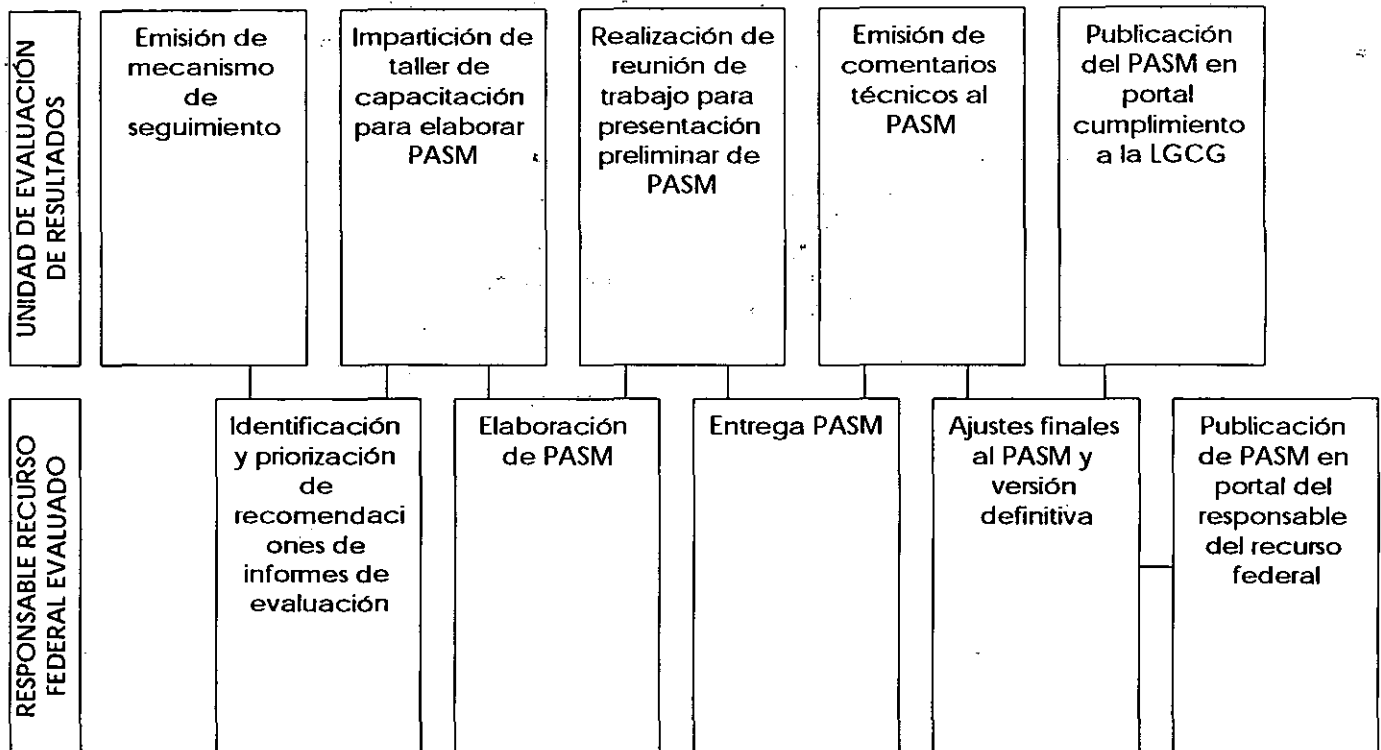 UNIDAD DE EVALUACIÓN
DE RESULTADOS
Emisión de
mecanismo
de
seguimiento
Impartición de
taller de
capacitación
para elaborar
PASM
Realización de
reunión de
trabajo para
presentación
preliminar de
PASM
Emisión de
comentarios
técnicos al
PASM
Publicación
del PASM en
portal
cumplimiento
a la LGCG
RESPONSABLE RECURSO
FEDERAL EVALUADO
Identificación
y priorización
de
recomendaci
ones de
informes de
evaluación
Elaboración
de PASM
Entrega PASM
Ajustes finales
al PASM y
versión
definitiva
Publicación
de PASM en
portal del
responsable
del recurso
federal